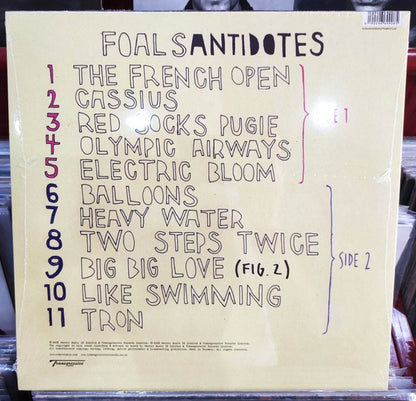 FOALS ANTIDOTES
1 THE FRENCH OPEN
2 CASSIUS
3 RED SOCKS PUGIE
4 OLYMPIC AIRWAYS
5 ELECTRIC BLOOM
6 BALLOONS
7 HEAVY WATER
8 TWO STEPS TWICE
9 BIG BIG LOVE (FIG. 2)
10 LIKE SWIMMING
11 TRON
SIDE 2
Transgressive